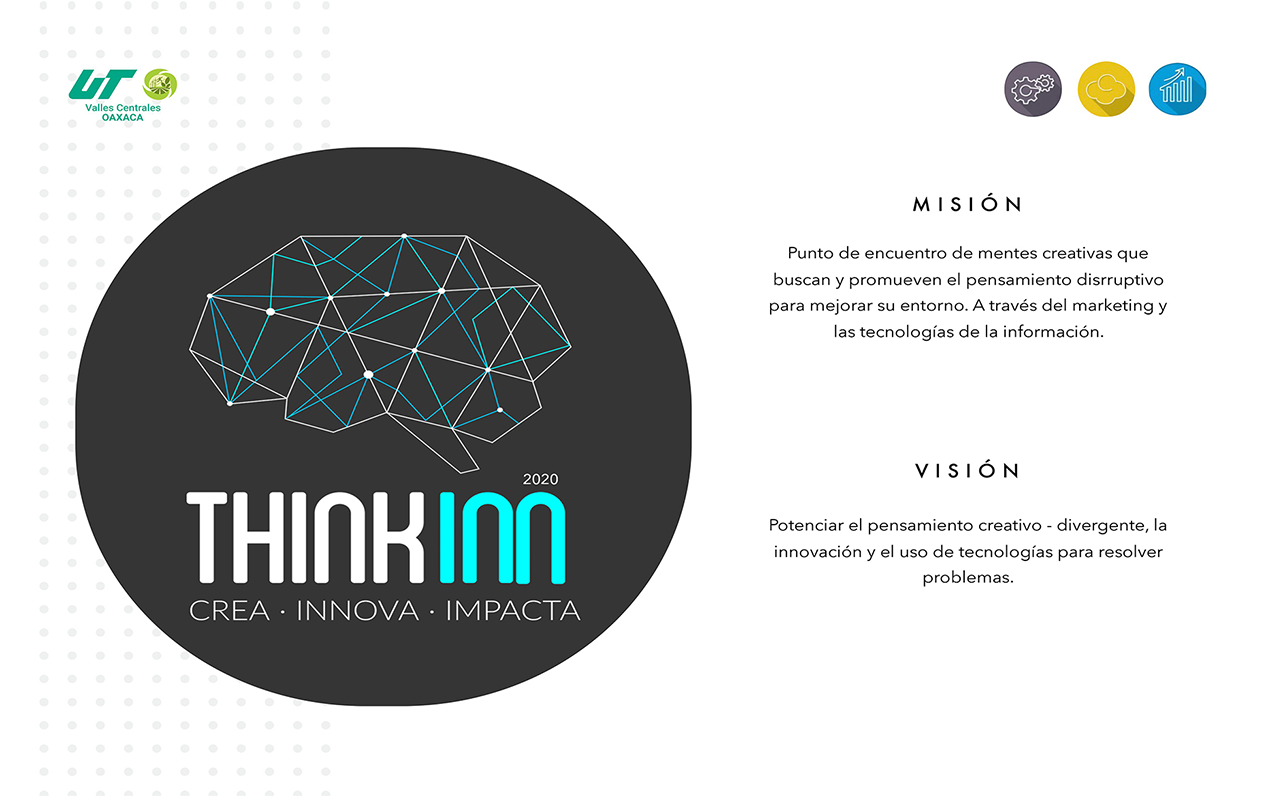 UT
Valles Centrales
OAXACA
2020
THINKINN
CREA · INNOVA · IMPACTA
MISIÓN
Punto de encuentro de mentes creativas que
buscan y promueven el pensamiento disrruptivo
para mejorar su entorno. A través del marketing y
las tecnologías de la información.
VISIÓN
Potenciar el pensamiento creativo - divergente, la
innovación y el uso de tecnologías para resolver
problemas.